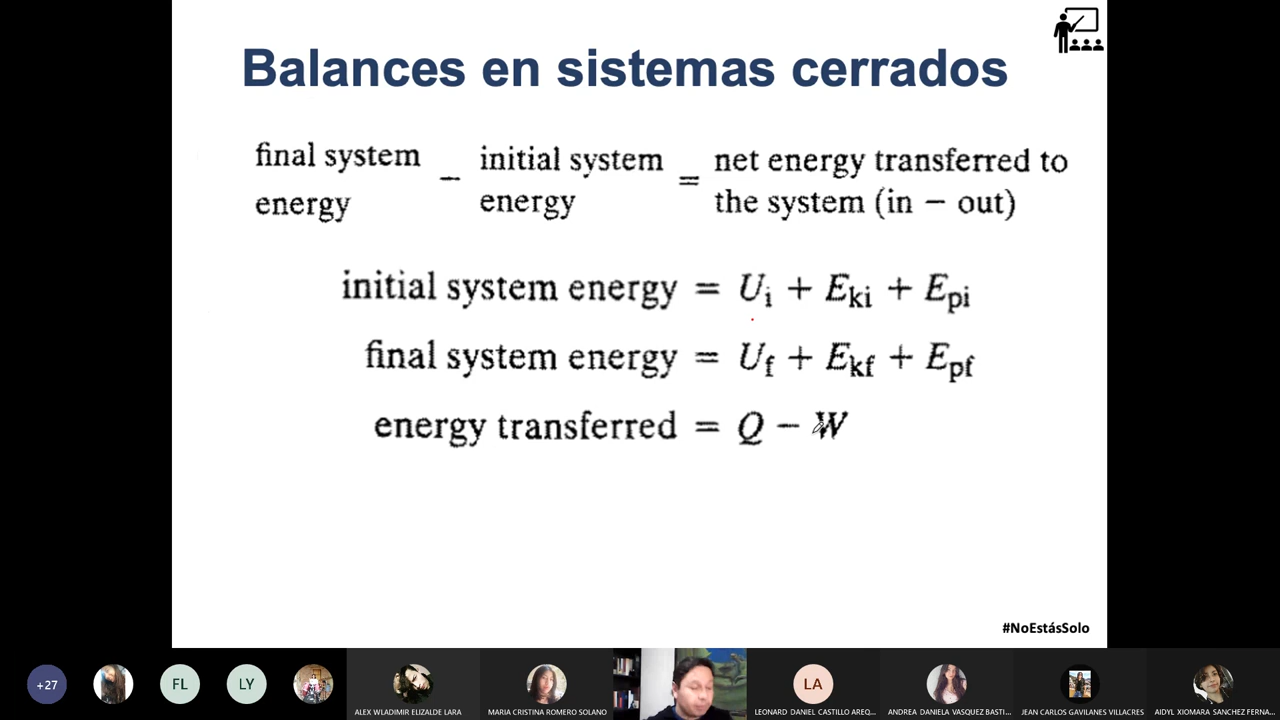 Balances en sistemas cerrados
final system energy − initial system energy = net energy transferred to the system (in − out)
initial system energy = Ui + Eki + Epi
final system energy = Uf + Ekf + Epf
energy transferred = Q − W
#NoEstásSolo
+27
FL
LY
ALEX WLADIMIR ELIZALDE LARA
MARIA CRISTINA ROMERO SOLANO
LA
LEONARD DANIEL CASTILLO AREQ...
ANDREA DANIELA VASQUEZ BASTI...
JEAN CARLOS GAVILANES VILLACRES
AIDYL XIOMARA SANCHEZ FERNA...